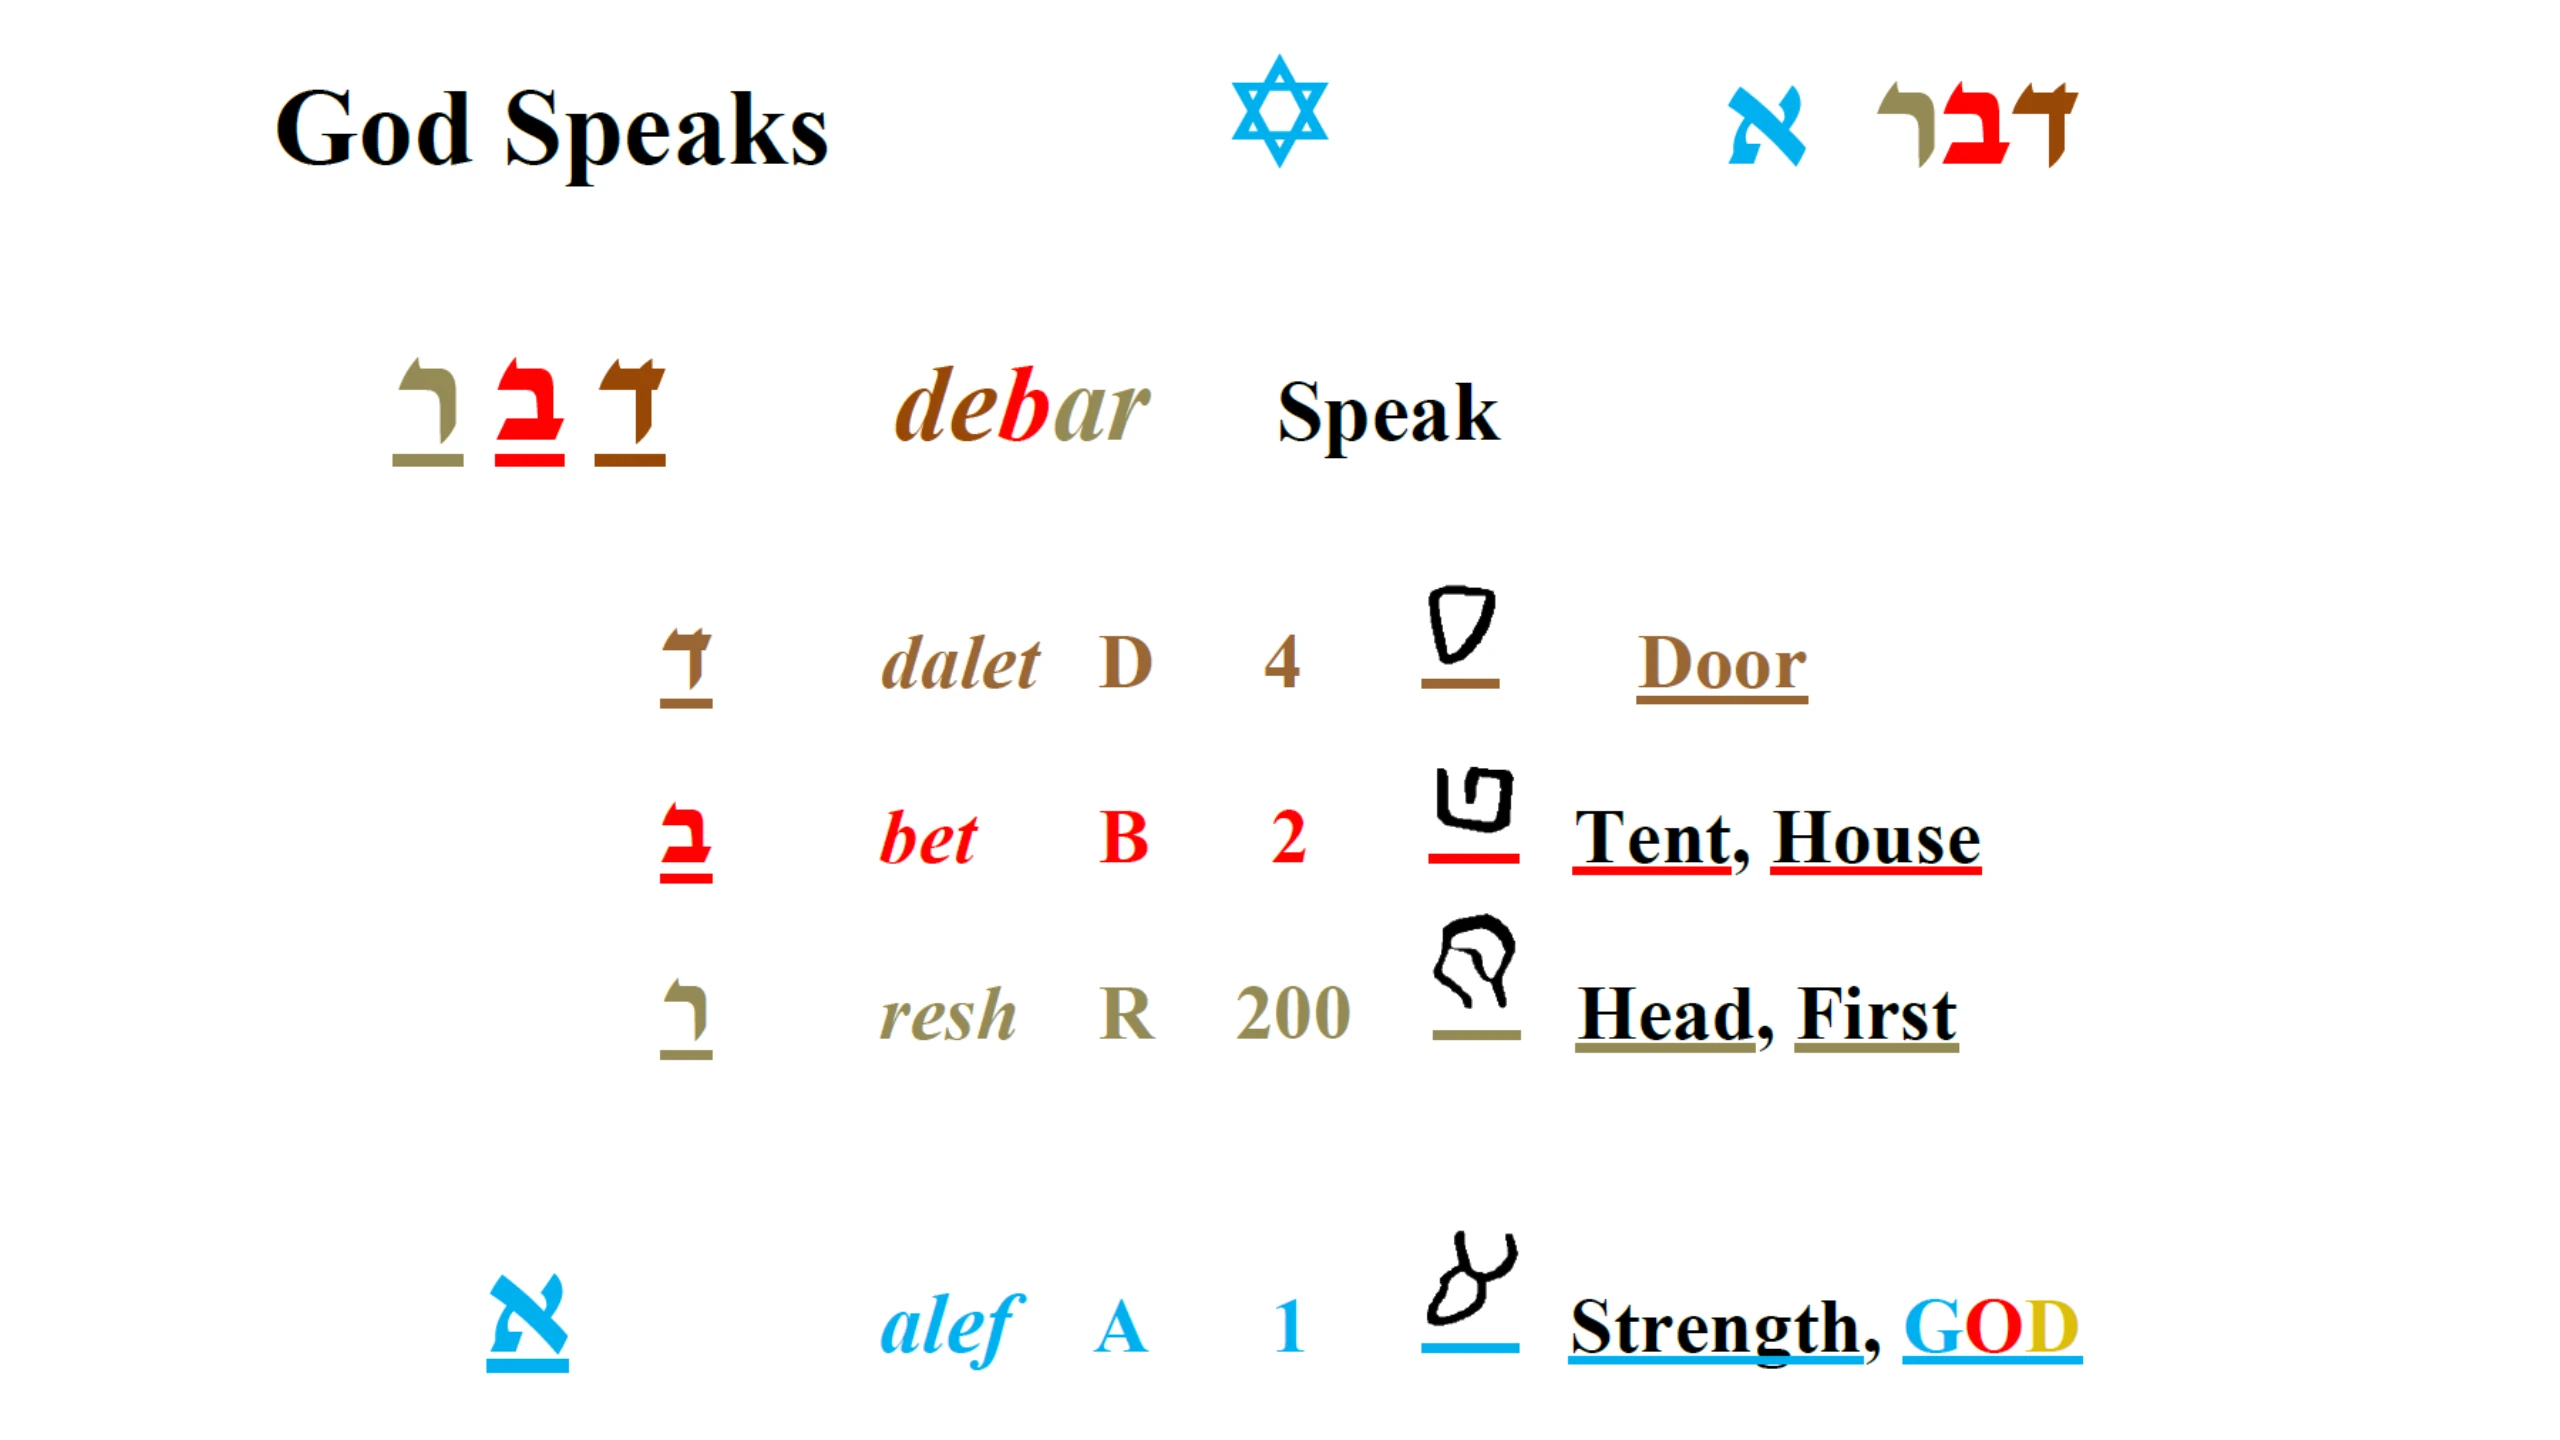 God Speaks ✡ דבר א
ד ב ר debar Speak
ד dalet D 4 Door
ב bet B 2 Tent, House
ר resh R 200 Head, First
א alef A 1 Strength, GOD